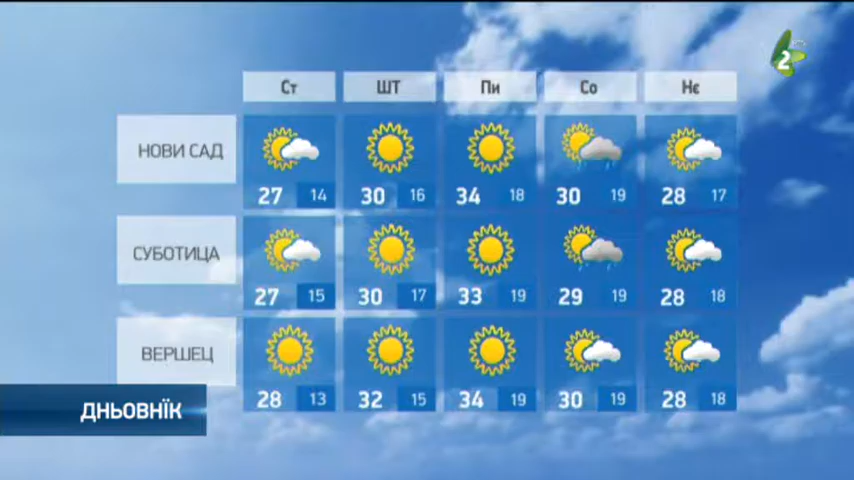 2
Ст ШТ Пи Со Нє
НОВИ САД
27 14 30 16 34 18 30 19 28 17
СУБОТИЦА
27 15 30 17 33 19 29 19 28 18
ВЕРШЕЦ
28 13 32 15 34 19 30 19 28 18
ДНЬОВНЇК